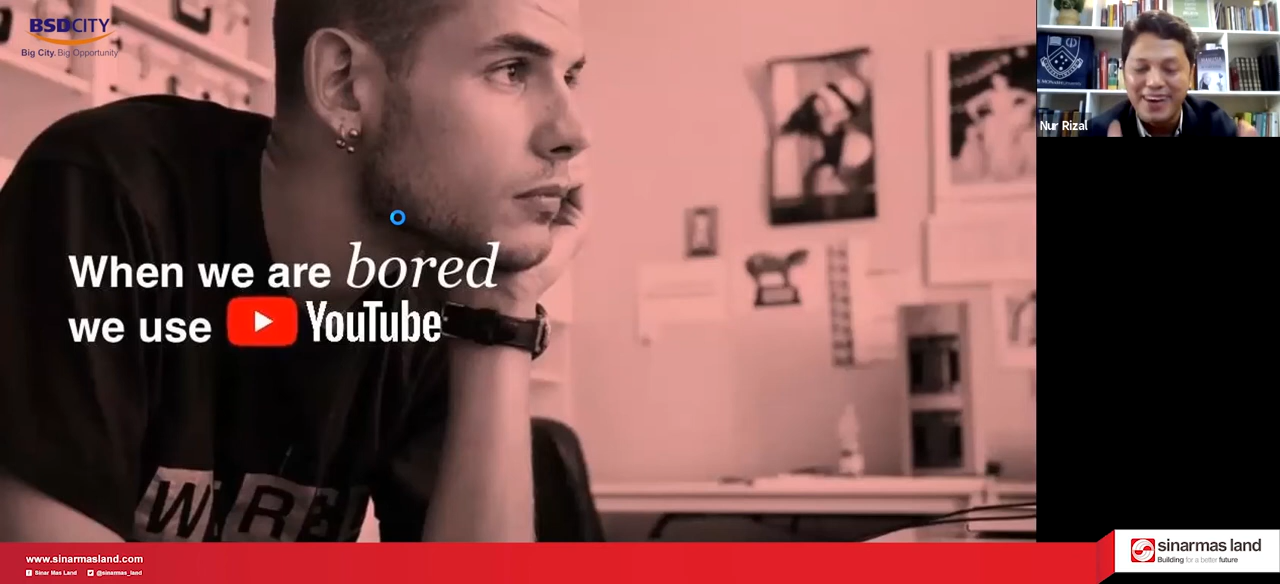 BSDCITY
Big City. Big Opportunity
Nur Rizal
When we are bored
we use YouTube
WIRED
www.sinarmasland.com
Sinar Mas Land @sinarmas_land
sinarmas land
Building for a better future